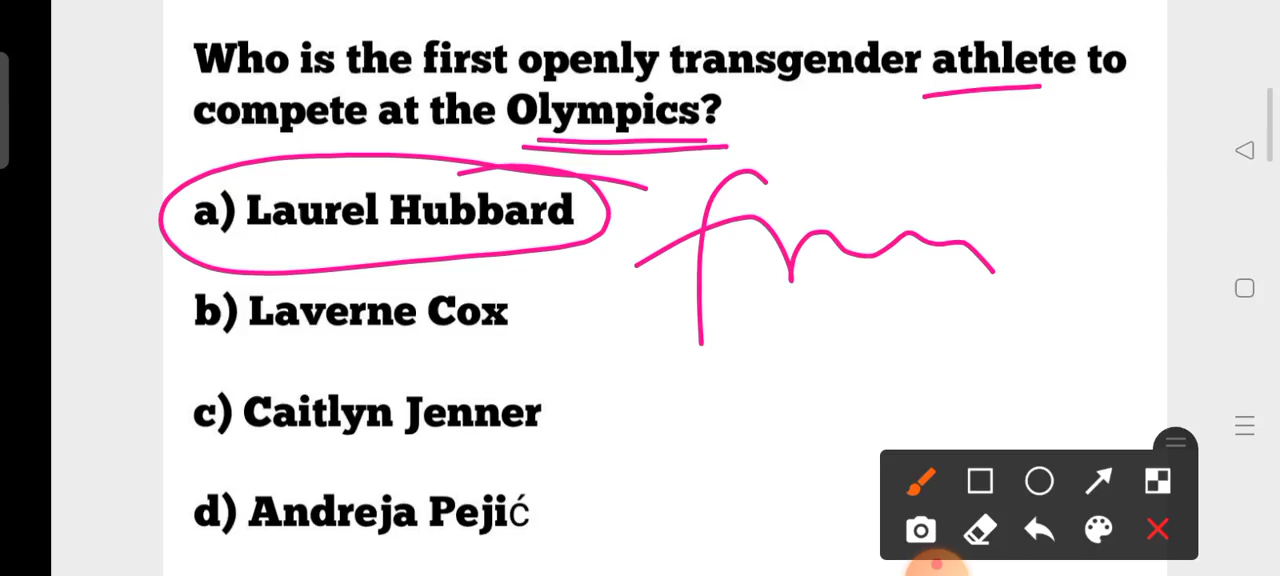 Who is the first openly transgender athlete to
compete at the Olympics?
a) Laurel Hubbard
b) Laverne Cox
c) Caitlyn Jenner
d) Andreja Pejić